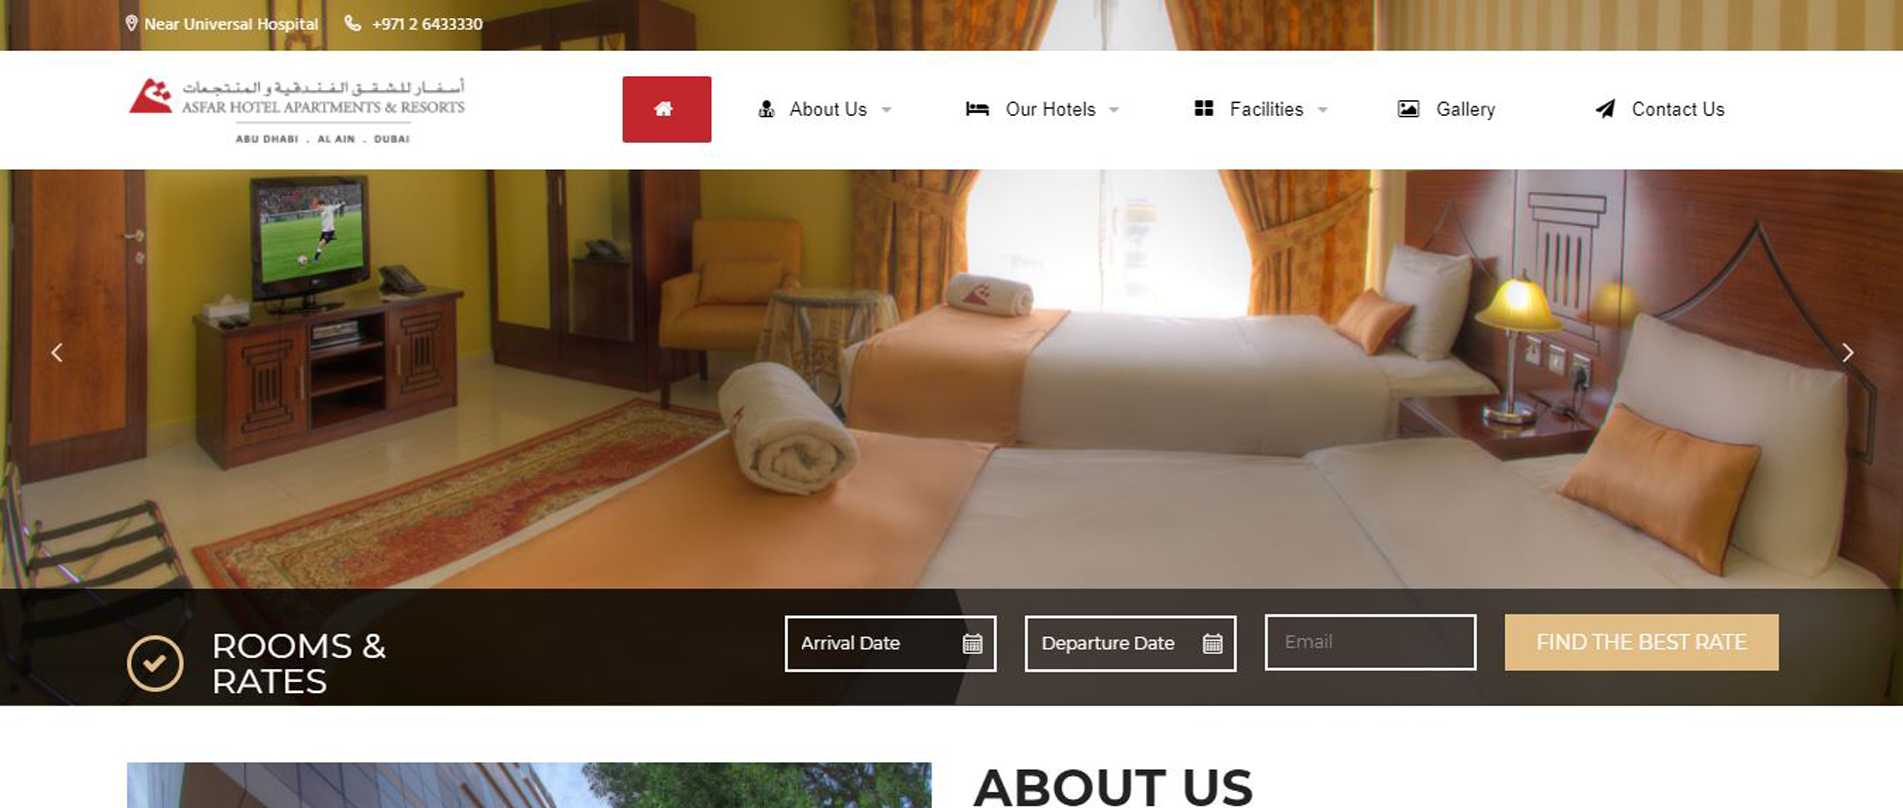 Near Universal Hospital
+971 2 6433330
أسفار للشقق الفندقية و المنتجعات
ASFAR HOTEL APARTMENTS & RESORTS
ABU DHABI . AL AIN . DUBAI
About Us
Our Hotels
Facilities
Gallery
Contact Us
ROOMS &
RATES
Arrival Date
Departure Date
Email
FIND THE BEST RATE
ABOUT US